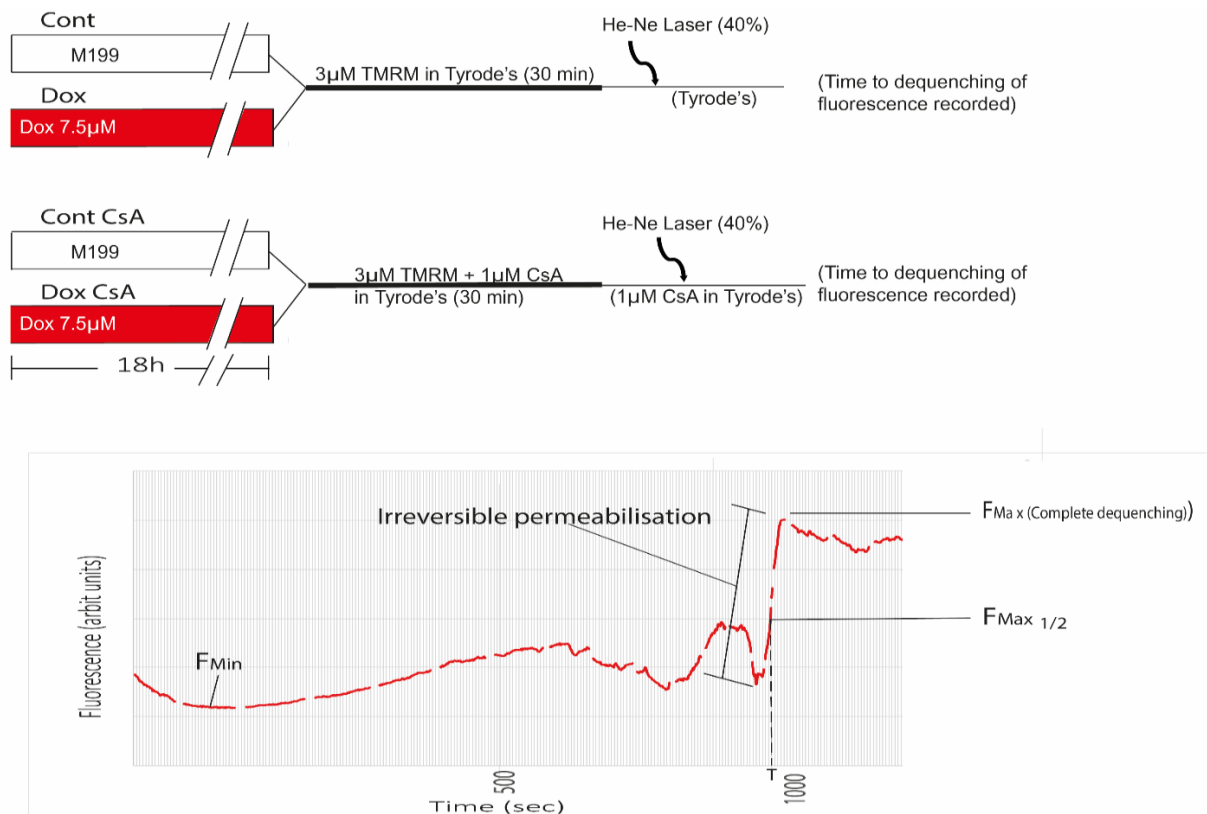 Cont
M199
Dox
Dox 7.5µM
3µM TMRM in Tyrode's (30 min)
He-Ne Laser (40%)
(Tyrode's)
(Time to dequenching of
fluorescence recorded)
Cont CsA
M199
Dox CsA
Dox 7.5µM
18h
3µM TMRM + 1µM CsA
in Tyrode's (30 min)
He-Ne Laser (40%)
(1µM CsA in Tyrode's)
(Time to dequenching of
fluorescence recorded)
Irreversible permeabilisation
FMa x (Complete dequenching))
FMax 1/2
FMin
Fluorescence (arbit units)
500
T
1000
Time (sec)